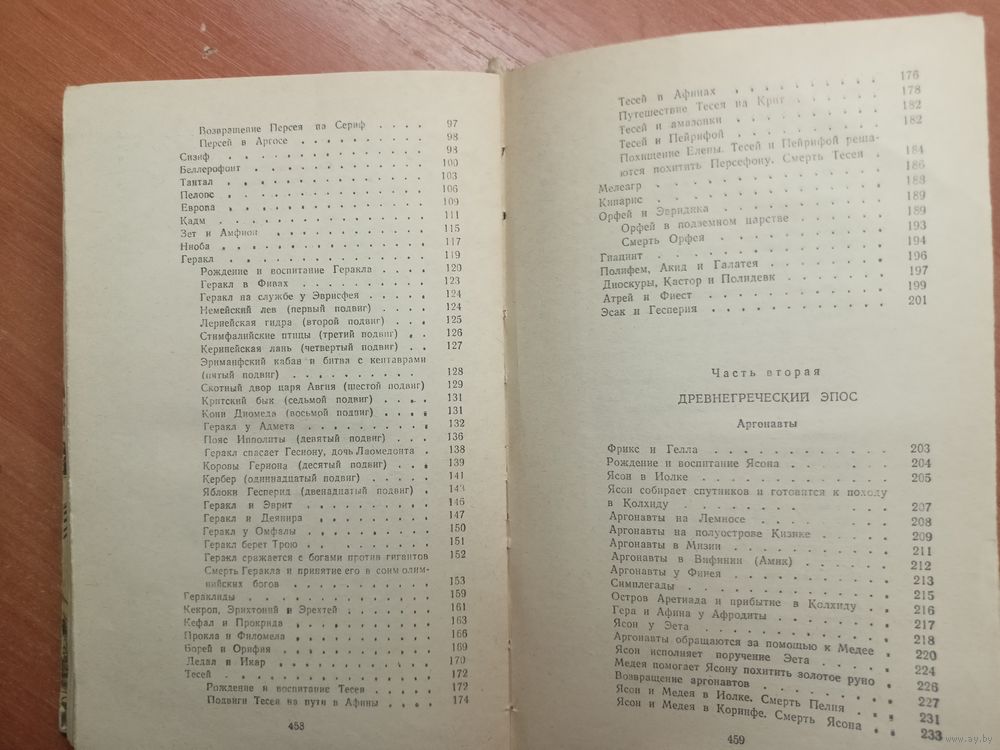 Возвращение Персея на Сериф . . . . 97
Персей в Аргосе . . . . 98
Сизиф . . . . 98
Беллерофонт . . . . 100
Тантал . . . . 103
Пелопс . . . . 106
Европа . . . . 109
Кадм . . . . 111
Зет и Амфион . . . . 115
Ниоба . . . . 117
Геракл . . . . 119
Рождение и воспитание Геракла . . . . 120
Геракл в Фивах . . . . 123
Геракл на службе у Эврисфея . . . . 124
Немейский лев (первый подвиг) . . . . 124
Лернейская гидра (второй подвиг) . . . 125
Стимфалийские птицы (третий подвиг) . . 126
Керинейская лань (четвертый подвиг) . . 127
Эриманфский кабан и битва с кентаврами
(пятый подвиг) . . . . 128
Скотный двор царя Авгия (шестой подвиг) 129
Критский бык (седьмой подвиг) . . . . 131
Кони Диомеда (восьмой подвиг) . . . . 131
Геракл у Адмета . . . . 132
Пояс Ипполиты (девятый подвиг) . . . 136
Геракл спасает Гесиону, дочь Лаомедонта . 138
Коровы Гериона (десятый подвиг) . . . 139
Кербер (одиннадцатый подвиг) . . . . 141
Яблоки Гесперид (двенадцатый подвиг) . 143
Геракл и Эврит . . . . 146
Геракл и Деянира . . . . 147
Геракл у Омфалы . . . . 150
Геракл берет Трою . . . . 151
Геракл сражается с богами против гигантов 152
Смерть Геракла и принятие его в сонм олим-
пийских богов . . . . 153
Гераклиды . . . . 159
Кекроп, Эрихтоний и Эрехтей . . . . 161
Кефал и Прокрида . . . . 163
Прокна и Филомела . . . . 166
Борей и Орифия . . . . 169
Дедал и Икар . . . . 170
Тесей . . . . 172
Рождение и воспитание Тесея . . . . 172
Подвиги Тесея на пути в Афины . . . . 174
458
Тесей в Афинах . . . . 176
Путешествие Тесея на Крит . . . . 178
Тесей и амазонки . . . . 182
Тесей и Пейрифой . . . . 182
Похищение Елены. Тесей и Пейрифой реша-
ются похитить Персефону. Смерть Тесея . 184
Мелеагр . . . . 186
Кипарис . . . . 188
Орфей и Эвридика . . . . 189
Орфей в подземном царстве . . . . 189
Смерть Орфея . . . . 193
Гиацинт . . . . 194
Полифем, Акид и Галатея . . . . 196
Диоскуры, Кастор и Полидевк . . . . 197
Атрей и Фиест . . . . 199
Эсак и Гесперия . . . . 201
Часть вторая
ДРЕВНЕГРЕЧЕСКИЙ ЭПОС
Аргонавты
Фрикс и Гелла . . . . 203
Рождение и воспитание Ясона . . . . 204
Ясон в Иолке . . . . 205
Ясон собирает спутников и готовится к походу
в Колхиду . . . . 207
Аргонавты на Лемносе . . . . 208
Аргонавты на полуострове Кизике . . . . 209
Аргонавты в Мизии . . . . 211
Аргонавты в Вифинии (Амик) . . . . 212
Аргонавты у Финея . . . . 213
Симплегады . . . . 215
Остров Аретиада и прибытие в Колхиду . . 216
Гера и Афина у Афродиты . . . . 217
Ясон у Эета . . . . 218
Аргонавты обращаются за помощью к Медее . 220
Ясон исполняет поручение Эета . . . . 224
Медея помогает Ясону похитить золотое руно . 226
Возвращение аргонавтов . . . . 227
Ясон и Медея в Иолке. Смерть Пелия . . . 231
Ясон и Медея в Коринфе. Смерть Ясона . . 233
459
www.ay.by